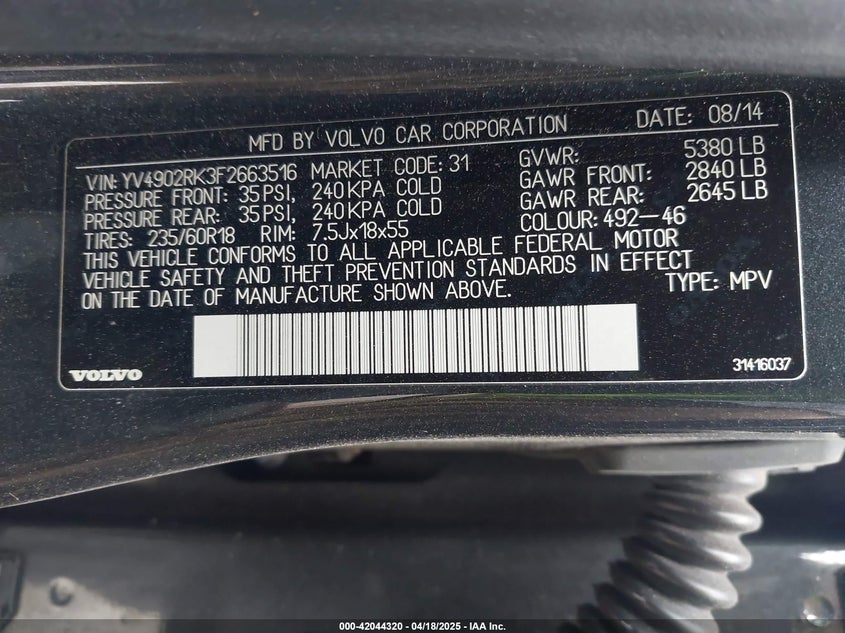 MFD BY VOLVO CAR CORPORATION DATE: 08/14
VIN: YV4902RK3F2663516 MARKET CODE: 31 GVWR: 5380 LB
PRESSURE FRONT: 35 PSI, 240 KPA COLD GAWR FRONT: 2840 LB
PRESSURE REAR: 35 PSI, 240 KPA COLD GAWR REAR: 2645 LB
TIRES: 235/60R18 RIM: 7.5Jx18x55 COLOUR: 492-46
THIS VEHICLE CONFORMS TO ALL APPLICABLE FEDERAL MOTOR
VEHICLE SAFETY AND THEFT PREVENTION STANDARDS IN EFFECT
ON THE DATE OF MANUFACTURE SHOWN ABOVE. TYPE: MPV
VOLVO 31416037
000-42044320 - 04/18/2025 - IAA Inc.